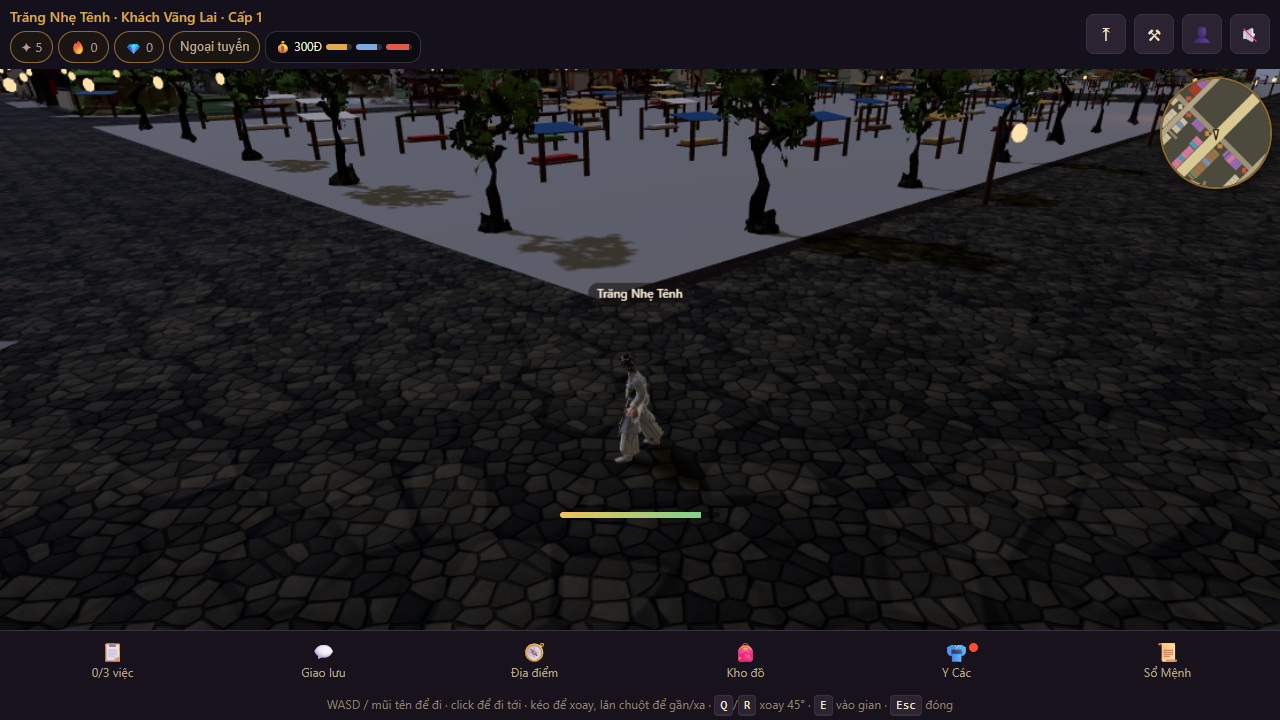 Trăng Nhẹ Tênh · Khách Vãng Lai · Cấp 1
5
0
0
Ngoại tuyến
300Đ
Trăng Nhẹ Tênh
0/3 việc
Giao lưu
Địa điểm
Kho đồ
Y Các
Sổ Mệnh
WASD / mũi tên để đi · click để đi tới · kéo để xoay, lăn chuột để gần/xa · Q / R xoay 45° · E vào gian · Esc đóng